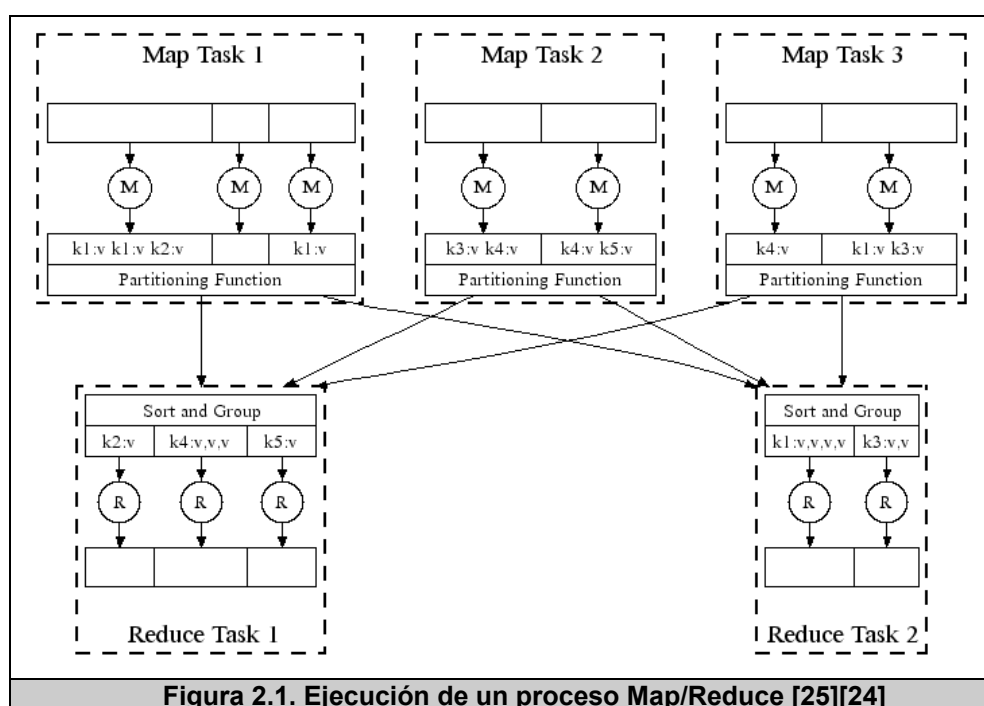 Map Task 1
Map Task 2
Map Task 3
M M M
M M
M M
k1:v k1:v k2:v
k1:v
k3:v k4:v
k4:v k5:v
k4:v
k1:v k3:v
Partitioning Function
Partitioning Function
Partitioning Function
Sort and Group
Sort and Group
k2:v
k4:v,v,v
k5:v
k1:v,v,v,v
k3:v,v
R R R
R R
Reduce Task 1
Reduce Task 2
Figura 2.1. Ejecución de un proceso Map/Reduce [25][24]